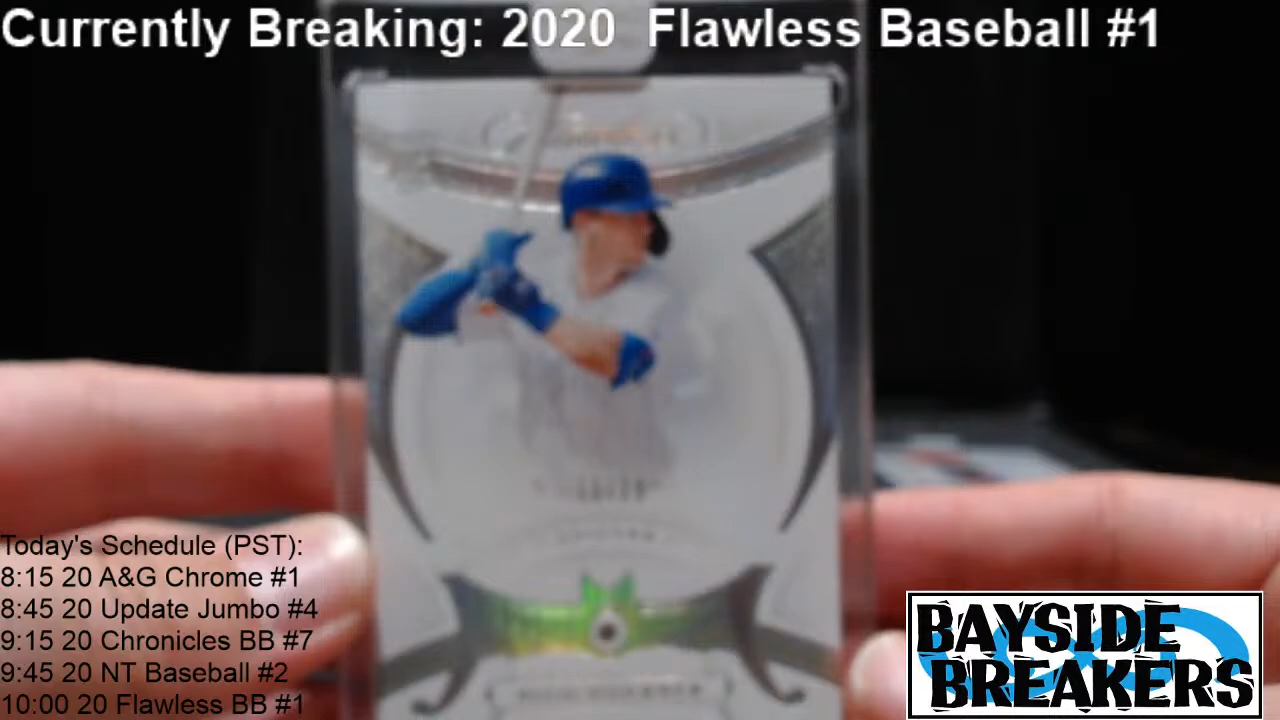 Currently Breaking: 2020 Flawless Baseball #1
Today's Schedule (PST):
8:15 20 A&G Chrome #1
8:45 20 Update Jumbo #4
9:15 20 Chronicles BB #7
9:45 20 NT Baseball #2
10:00 20 Flawless BB #1
BAYSIDE
BREAKERS